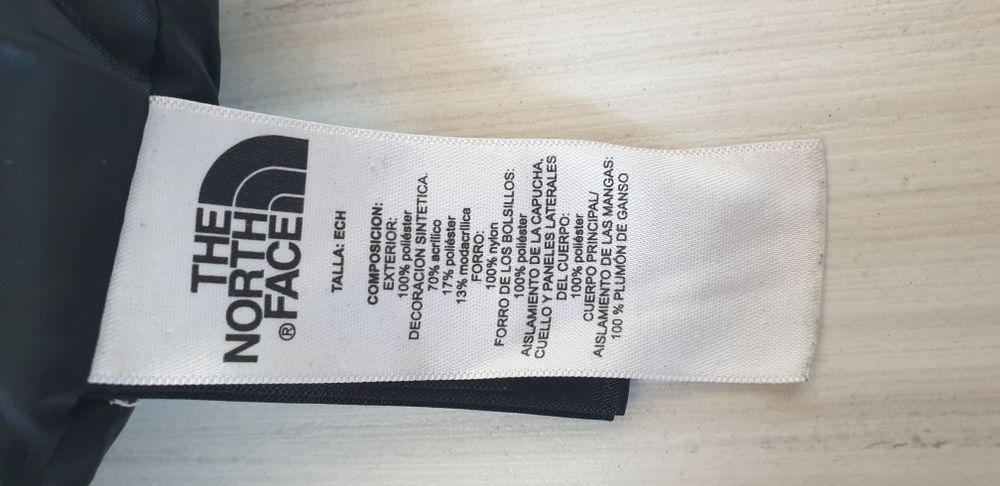 THE
NORTH
FACE
®
TALLA: ECH
COMPOSICION:
EXTERIOR:
100% poliéster
DECORACION SINTETICA.
70% acrílico
17% poliéster
13% modacrílica
FORRO:
100% nylon
FORRO DE LOS BOLSILLOS:
100% poliéster
AISLAMIENTO DE LA CAPUCHA,
CUELLO Y PANELES LATERALES
DEL CUERPO:
100% poliéster
CUERPO PRINCIPAL/
AISLAMIENTO DE LAS MANGAS:
100 % PLUMÓN DE GANSO